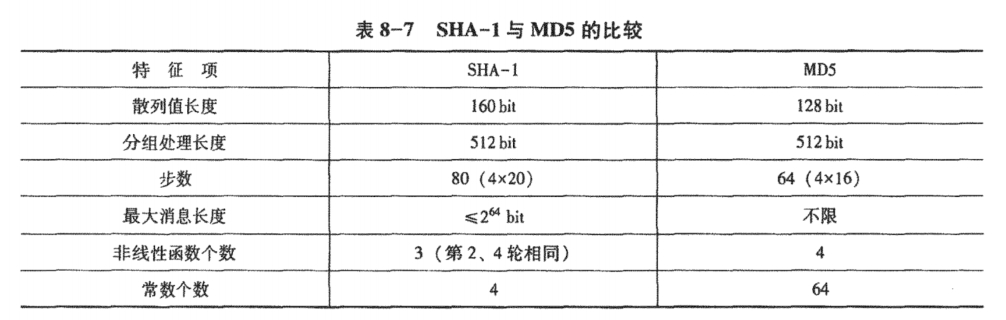 表 8-7 SHA-1 与 MD5 的比较
特 征 项 SHA-1 MD5
散列值长度 160 bit 128 bit
分组处理长度 512 bit 512 bit
步数 80（4×20） 64（4×16）
最大消息长度 ≤2⁶⁴ bit 不限
非线性函数个数 3（第 2、4 轮相同） 4
常数个数 4 64